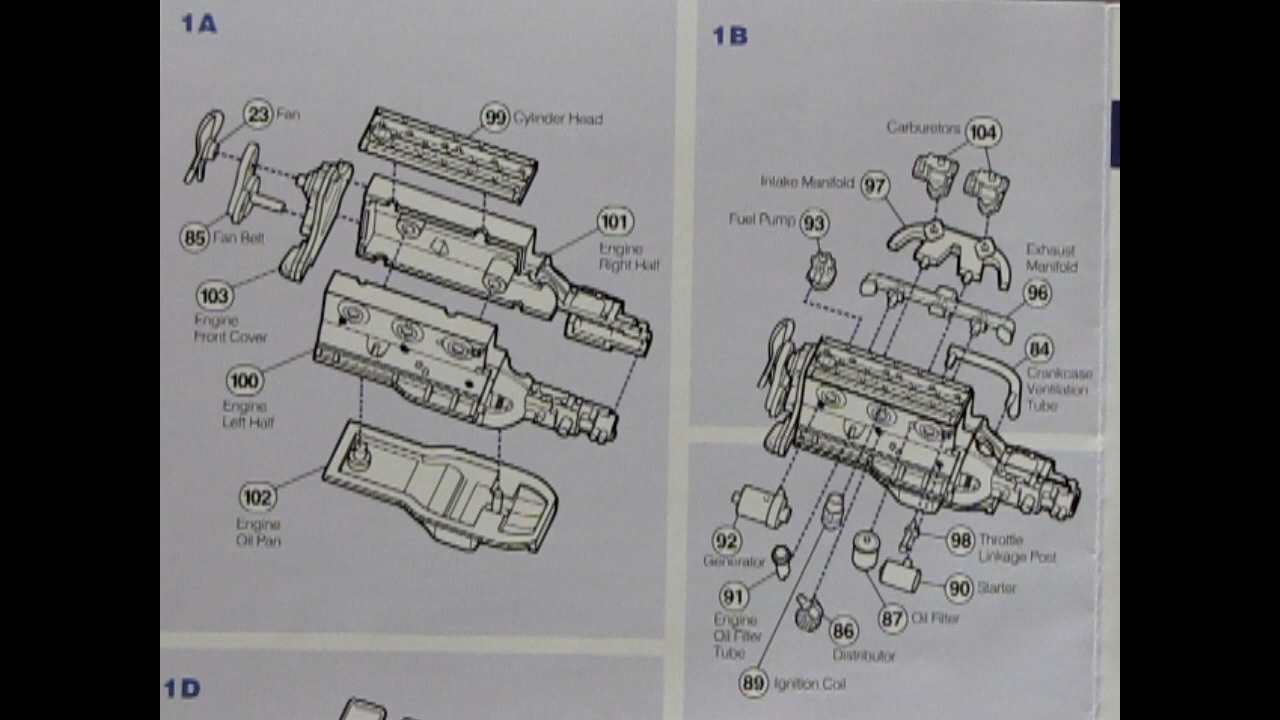 1A
23 Fan
99 Cylinder Head
85 Fan Belt
101
Engine
Right Half
103
Engine
Front Cover
100
Engine
Left Half
102
Engine
Oil Pan
1B
Carburetors 104
Intake Manifold 97
Fuel Pump 93
Exhaust
Manifold
96
84
Crankcase
Ventilation
Tube
92
Generator
98 Throttle
Linkage Post
91
Engine
Oil Filler
Tube
90 Starter
87 Oil Filter
86
Distributor
89 Ignition Coil
1D